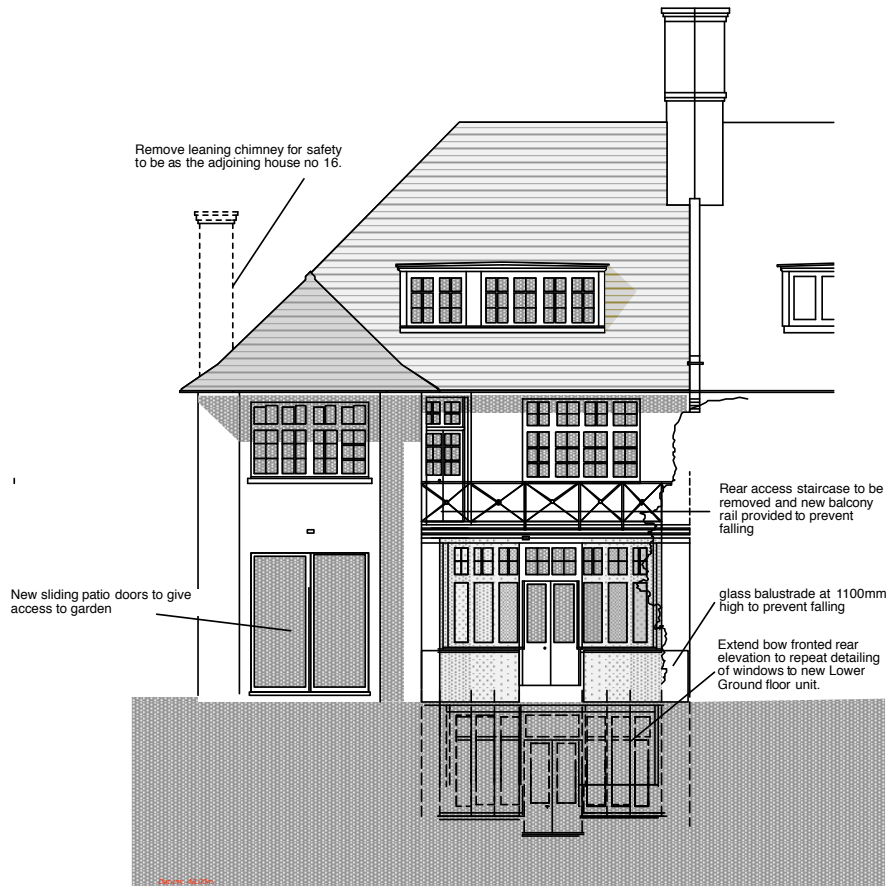 Remove leaning chimney for safety
to be as the adjoining house no 16.
Rear access staircase to be
removed and new balcony
rail provided to prevent
falling
New sliding patio doors to give
access to garden
glass balustrade at 1100mm
high to prevent falling
Extend bow fronted rear
elevation to repeat detailing
of windows to new Lower
Ground floor unit.